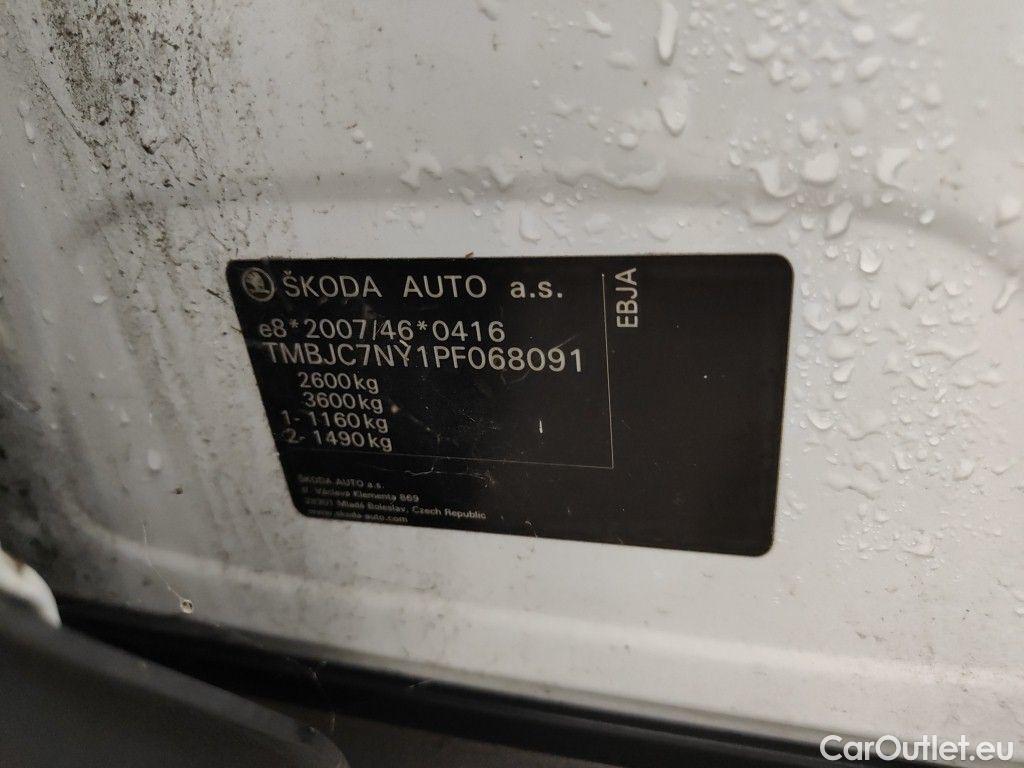 ŠKODA AUTO a.s.
EBJA
e8*2007/46*0416
TMBJC7NY1PF068091
2600kg
3600kg
1- 1160kg
2- 1490kg
ŠKODA AUTO a.s.
tř. Václava Klementa 869
29301 Mladá Boleslav, Czech Republic
www.skoda-auto.com
CarOutlet.eu